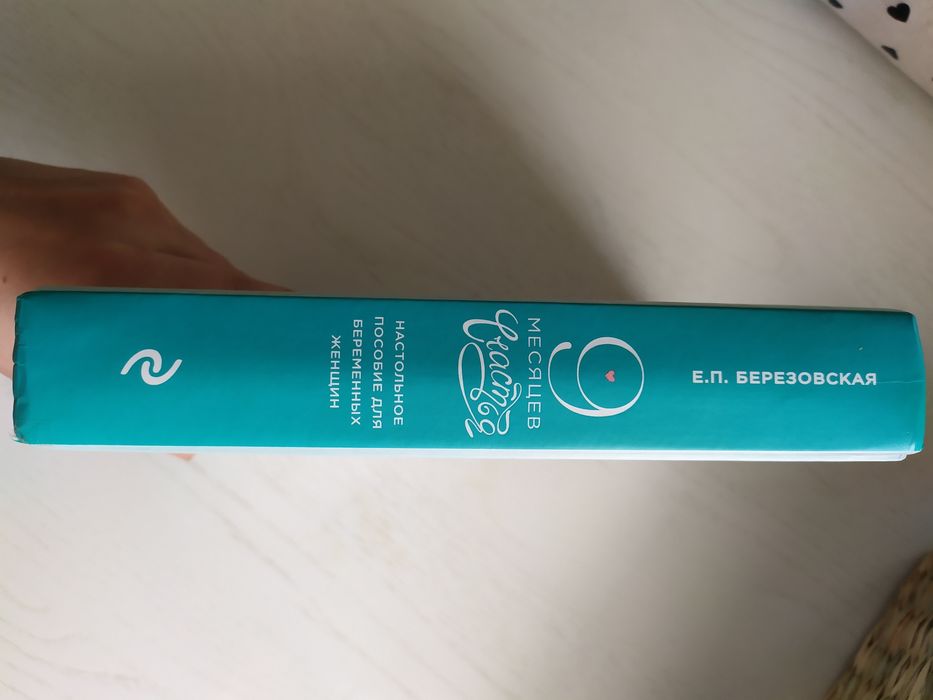 Е.П. БЕРЕЗОВСКАЯ
9
МЕСЯЦЕВ
Счастья
НАСТОЛЬНОЕ
ПОСОБИЕ ДЛЯ
БЕРЕМЕННЫХ
ЖЕНЩИН